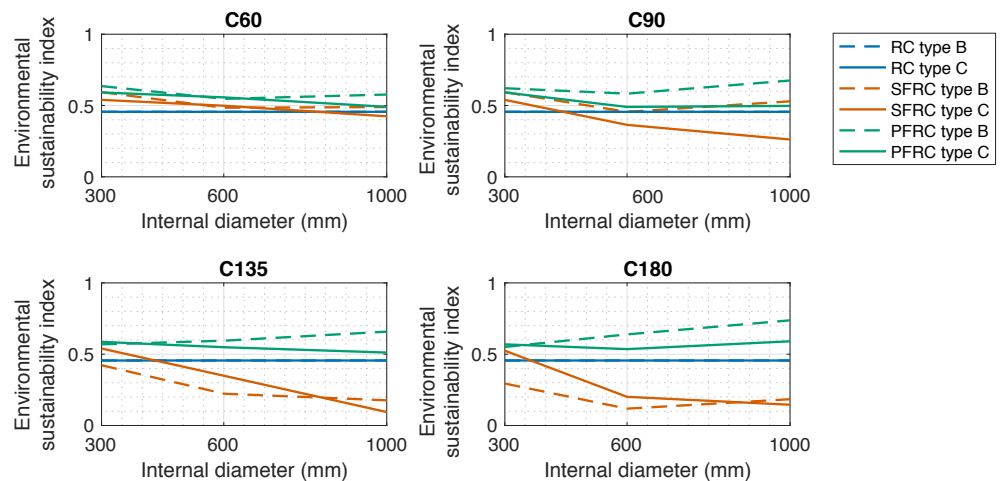 C60
Environmental
sustainability index
1
0.5
0
300
600
1000
Internal diameter (mm)
C90
Environmental
sustainability index
1
0.5
0
300
600
1000
Internal diameter (mm)
RC type B
RC type C
SFRC type B
SFRC type C
PFRC type B
PFRC type C
C135
Environmental
sustainability index
1
0.5
0
300
600
1000
Internal diameter (mm)
C180
Environmental
sustainability index
1
0.5
0
300
600
1000
Internal diameter (mm)